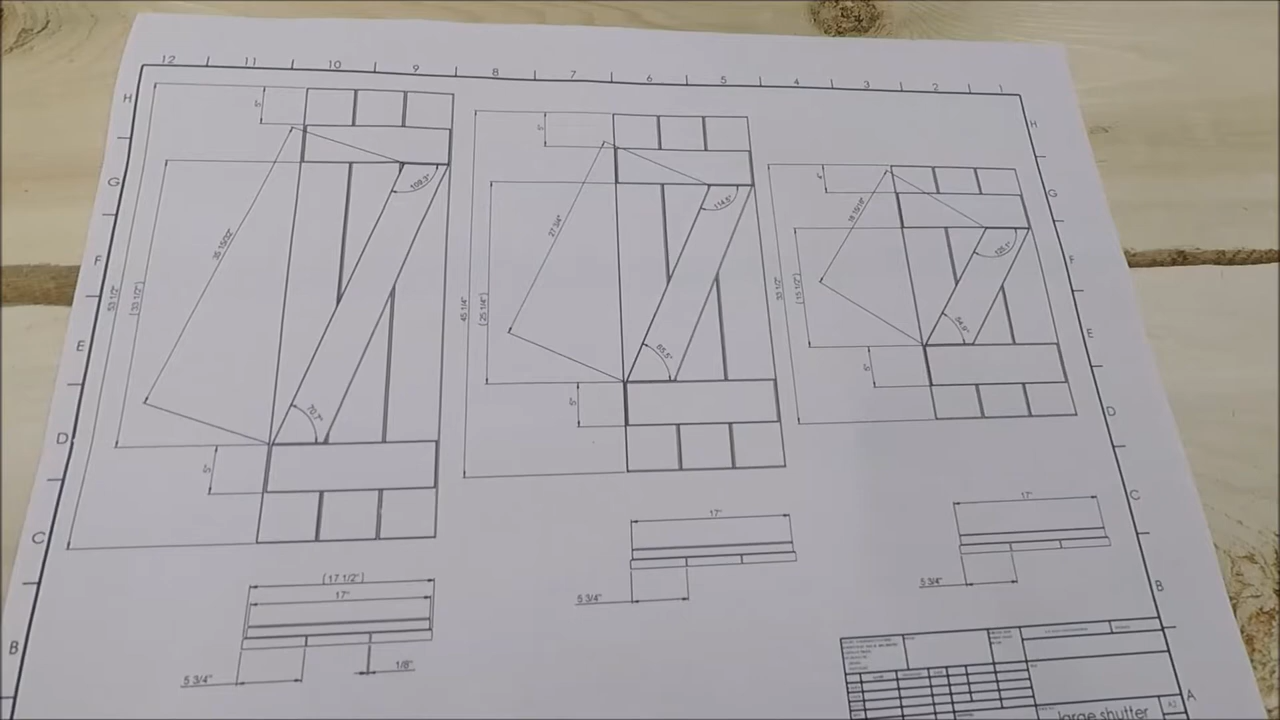 12 11 10 9 8 7 6 5 4 3 2 1
H
H
G
G
F
F
E
E
D
D
C
C
B
B
A
5"
109.3°
35 15/32"
53 1/2"
(33 1/2")
70.7°
5"
5"
114.5°
27 3/4"
45 1/4"
(25 1/4")
65.5°
5"
4"
125.1°
18 15/16"
33 1/2"
(15 1/2")
54.9°
5"
(17 1/2")
17"
5 3/4"
1/8"
17"
5 3/4"
17"
5 3/4"
A3
large shutter